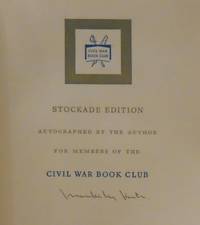 CIVIL WAR
BOOK CLUB
STOCKADE EDITION
AUTOGRAPHED BY THE AUTHOR
FOR MEMBERS OF THE
CIVIL WAR BOOK CLUB